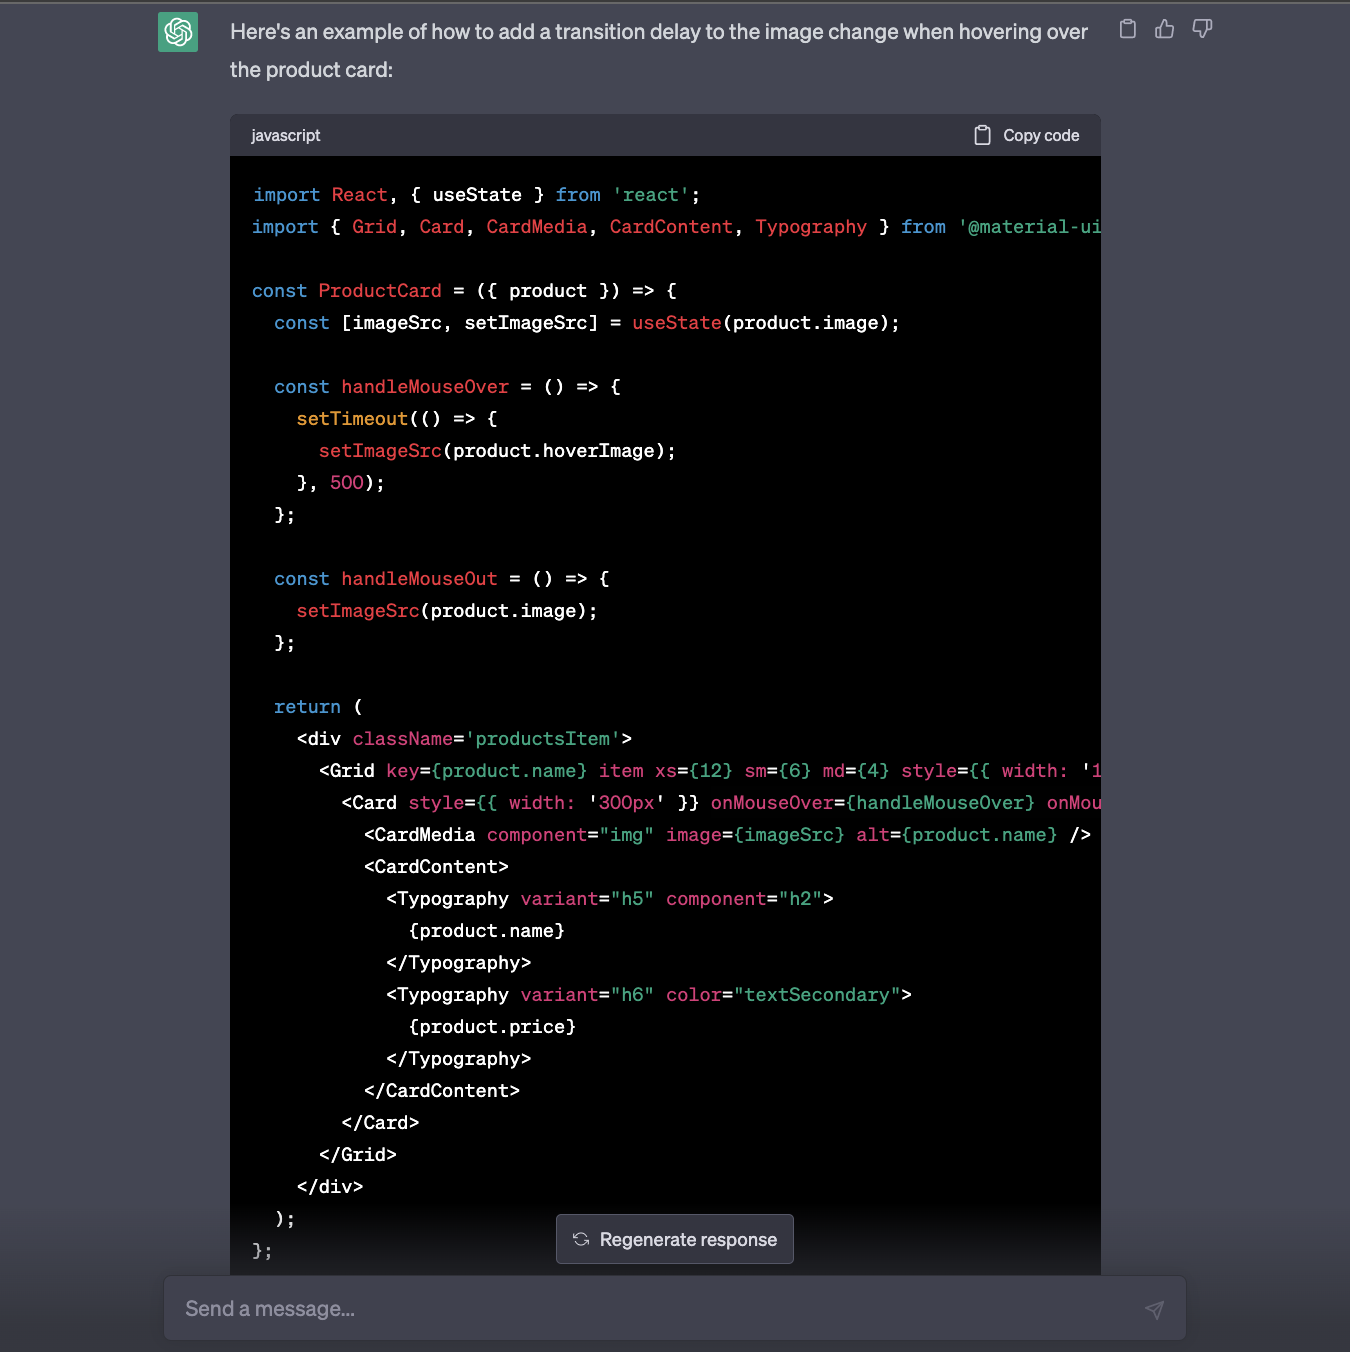 Here's an example of how to add a transition delay to the image change when hovering over
the product card:
javascript
Copy code
import React, { useState } from 'react';
import { Grid, Card, CardMedia, CardContent, Typography } from '@material-ui
const ProductCard = ({ product }) => {
  const [imageSrc, setImageSrc] = useState(product.image);
  const handleMouseOver = () => {
    setTimeout(() => {
      setImageSrc(product.hoverImage);
    }, 500);
  };
  const handleMouseOut = () => {
    setImageSrc(product.image);
  };
  return (
    <div className='productsItem'>
      <Grid key={product.name} item xs={12} sm={6} md={4} style={{ width: '1
        <Card style={{ width: '300px' }} onMouseOver={handleMouseOver} onMou
          <CardMedia component="img" image={imageSrc} alt={product.name} />
          <CardContent>
            <Typography variant="h5" component="h2">
              {product.name}
            </Typography>
            <Typography variant="h6" color="textSecondary">
              {product.price}
            </Typography>
          </CardContent>
        </Card>
      </Grid>
    </div>
  );
};
Regenerate response
Send a message...